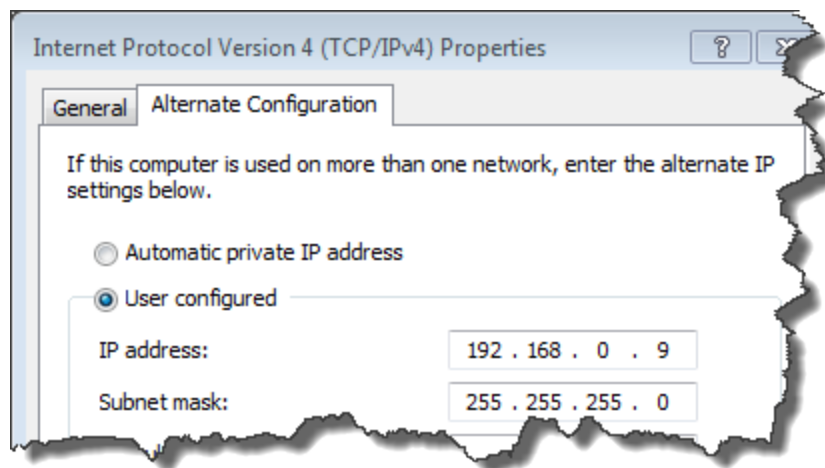 Internet Protocol Version 4 (TCP/IPv4) Properties
General Alternate Configuration
If this computer is used on more than one network, enter the alternate IP
settings below.
Automatic private IP address
User configured
IP address: 192 . 168 . 0 . 9
Subnet mask: 255 . 255 . 255 . 0